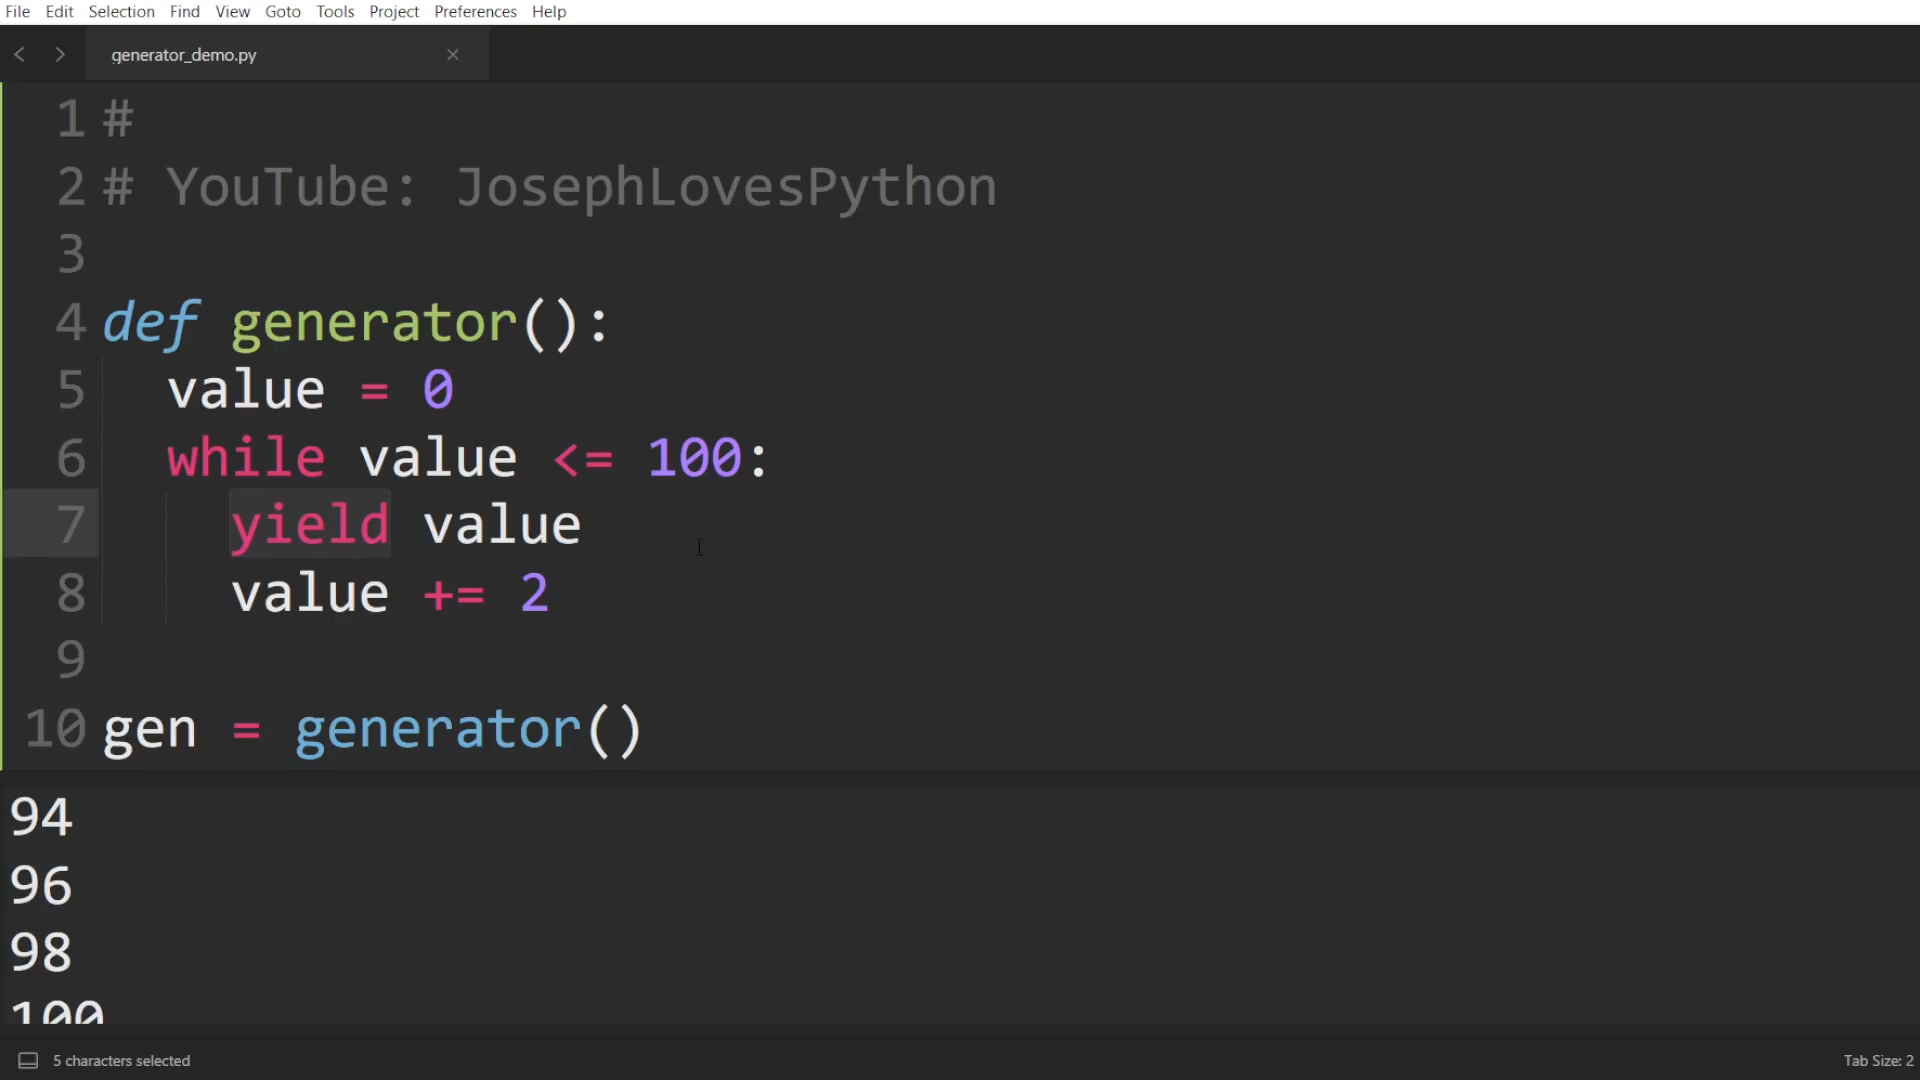 File Edit Selection Find View Goto Tools Project Preferences Help
generator_demo.py
1 #
2 # YouTube: JosephLovesPython
3
4 def generator():
5   value = 0
6   while value <= 100:
7     yield value
8     value += 2
9
10 gen = generator()
94
96
98
100
5 characters selected
Tab Size: 2